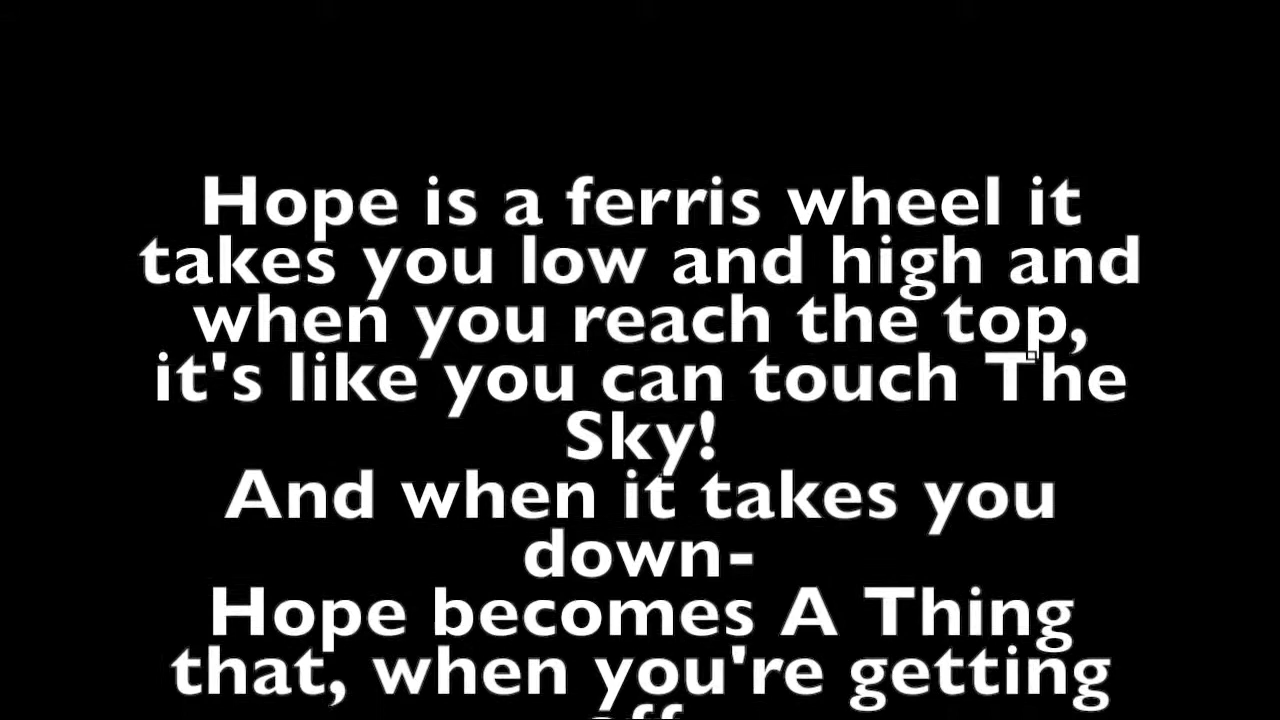 Hope is a ferris wheel it
takes you low and high and
when you reach the top,
it's like you can touch The
Sky!
And when it takes you
down-
Hope becomes A Thing
that, when you're getting